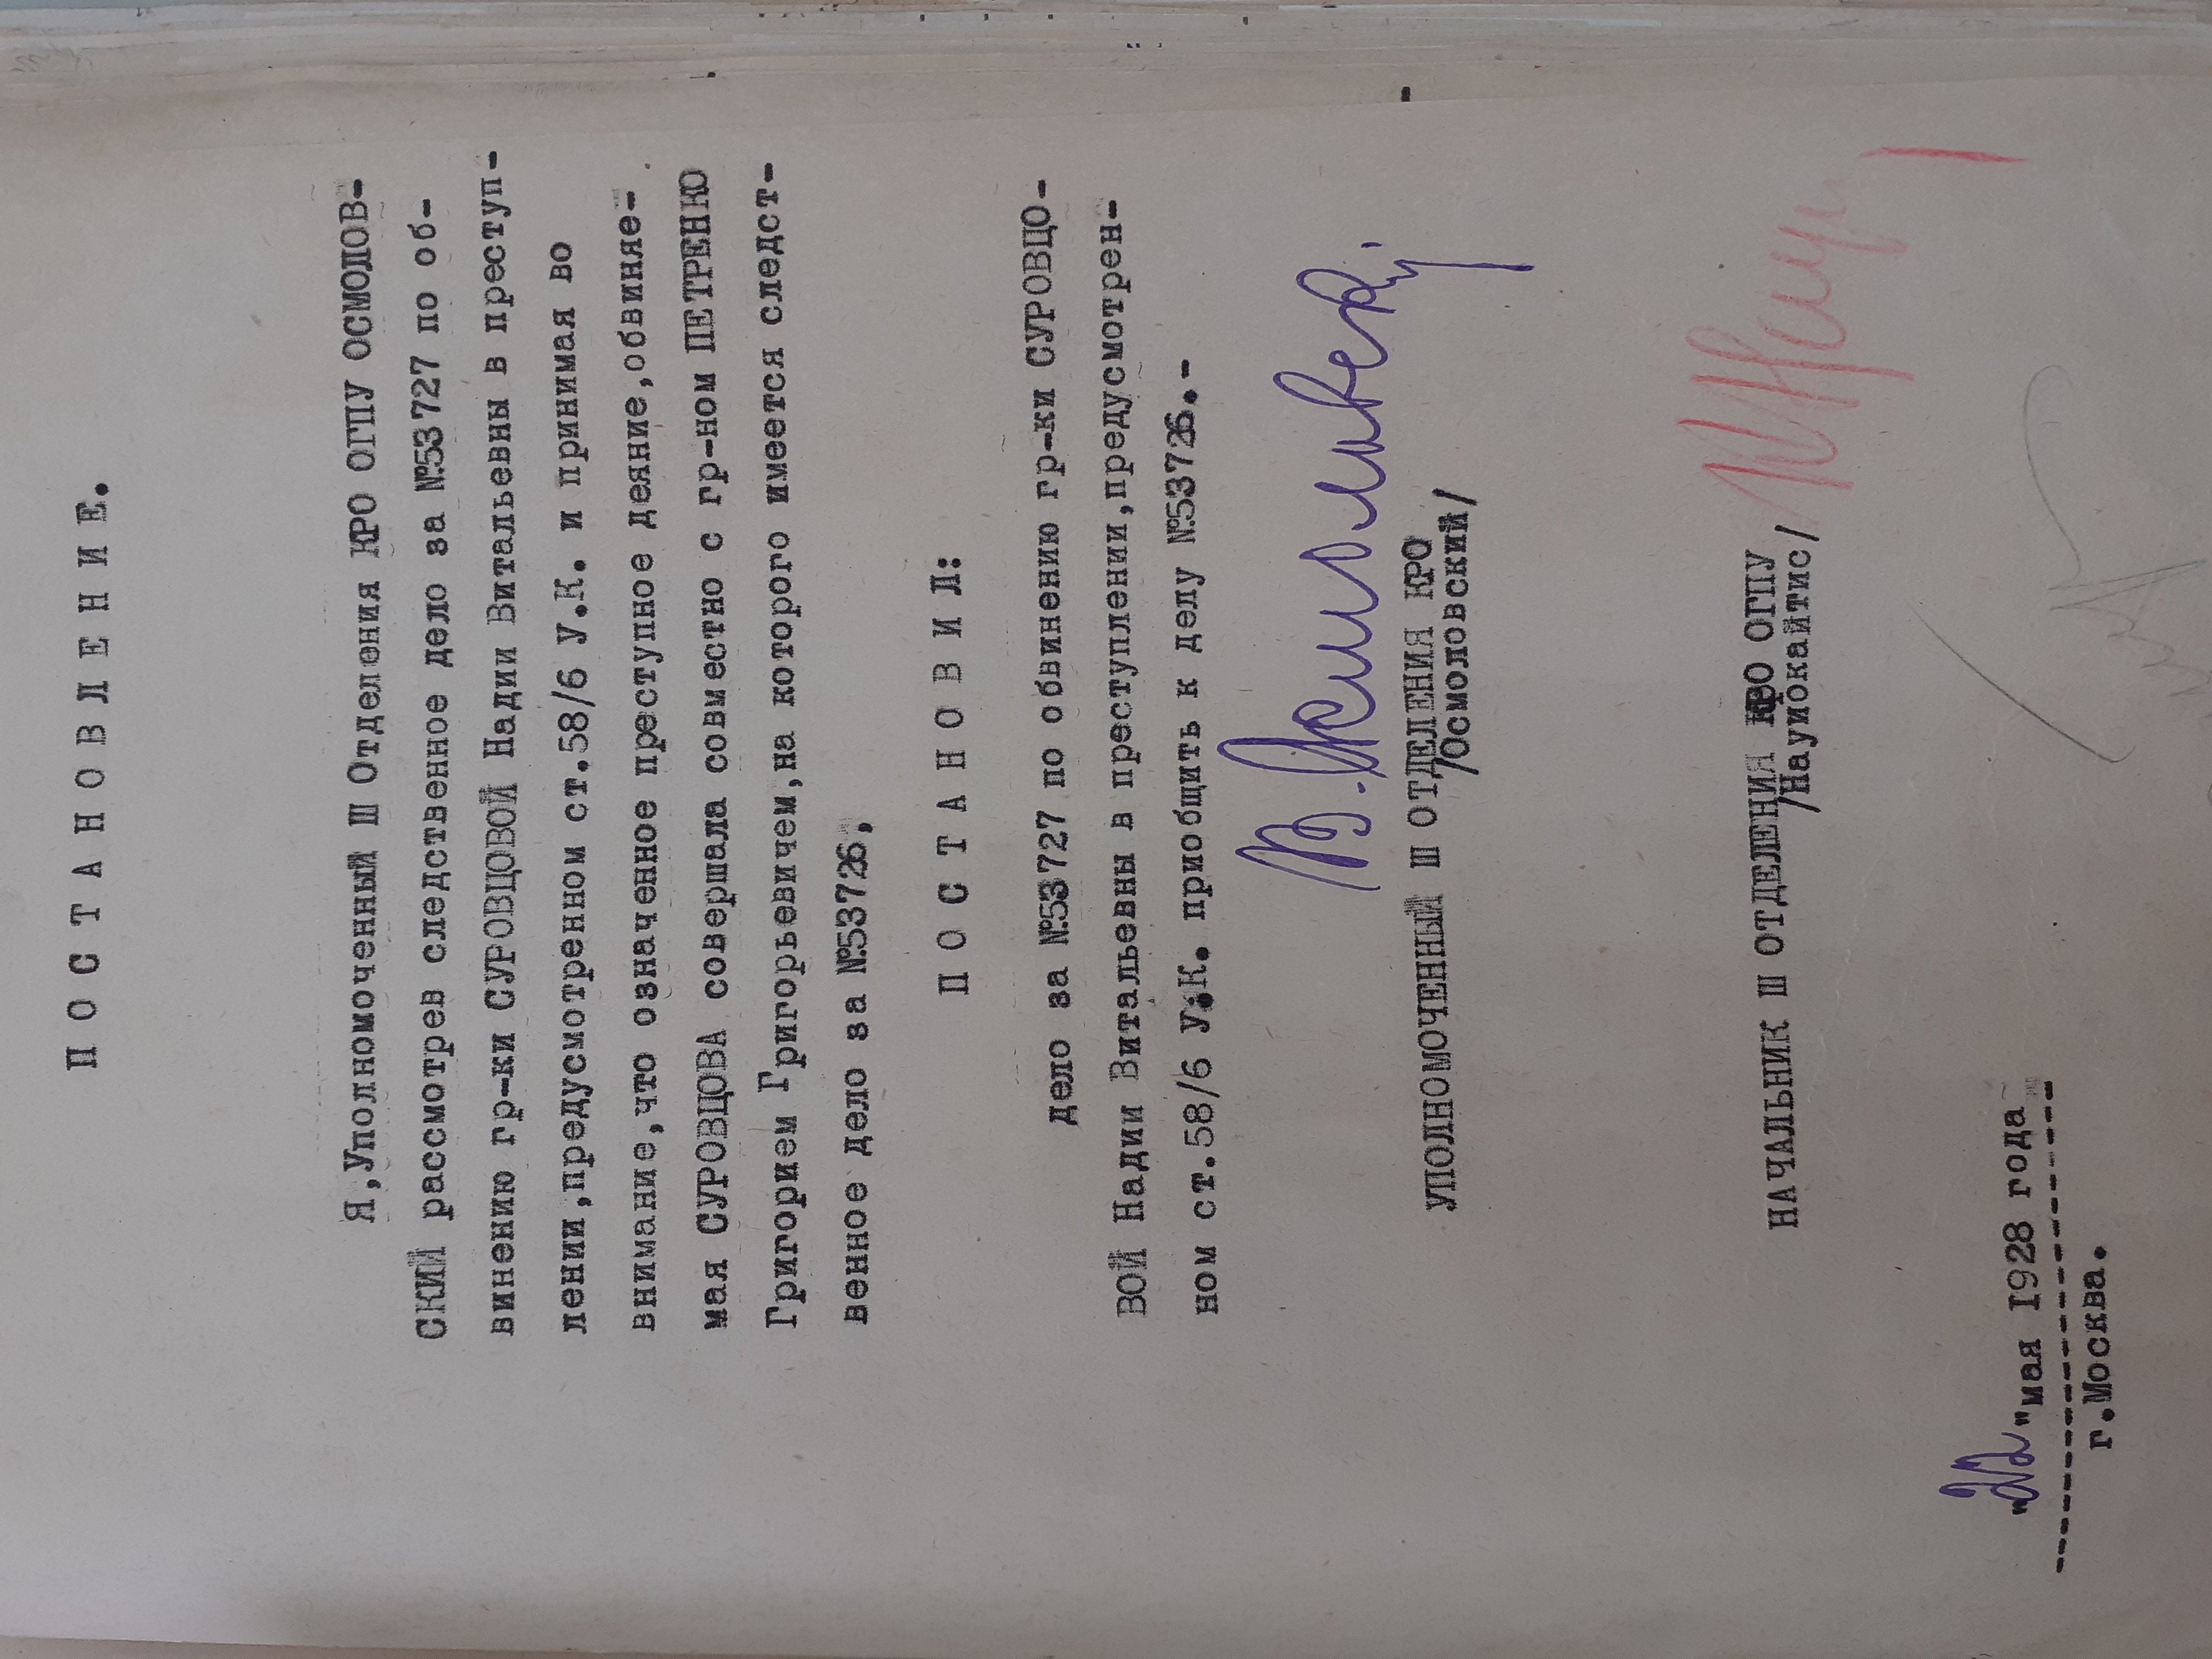 П О С Т А Н О В Л Е Н И Е.
Я,Уполномоченный Ш Отделения КРО ОГПУ ОСМОЛОВ-
СКИЙ рассмотрев следственное дело за №53727 по об-
винению гр-ки СУРОВЦОВОЙ Надии Витальевны в преступ-
лении,предусмотренном ст.58/6 У.К. и принимая во
внимание,что означенное преступное деяние,обвиняе-
мая СУРОВЦОВА совершала совместно с гр-ном ПЕТРЕНКО
Григорием Григорьевичем,на которого имеется следст-
венное дело за №53726,
П О С Т А Н О В И Л:
дело за №53727 по обвинению гр-ки СУРОВЦО-
ВОЙ Надии Витальевны в преступлении,предусмотрен-
ном ст.58/6 У.К. приобщить к делу №53726.-
В. Осмоловский
УПОЛНОМОЧЕННЫЙ Ш ОТДЕЛЕНИЯ КРО
/Осмоловский/
НАЧАЛЬНИК Ш ОТДЕЛЕНИЯ КРО ОГПУ
/Наумокайтис/
"22"мая 1928 года
г.Москва.